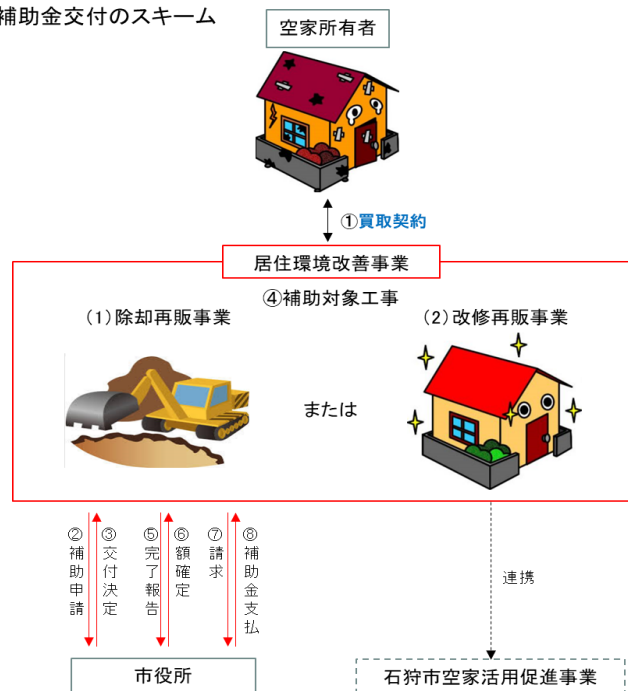 補助金交付のスキーム
空家所有者
①買取契約
居住環境改善事業
④補助対象工事
(1)除却再販事業
(2)改修再販事業
または
②補助申請
③交付決定
⑤完了報告
⑥額確定
⑦請求
⑧補助金支払
連携
市役所
石狩市空家活用促進事業